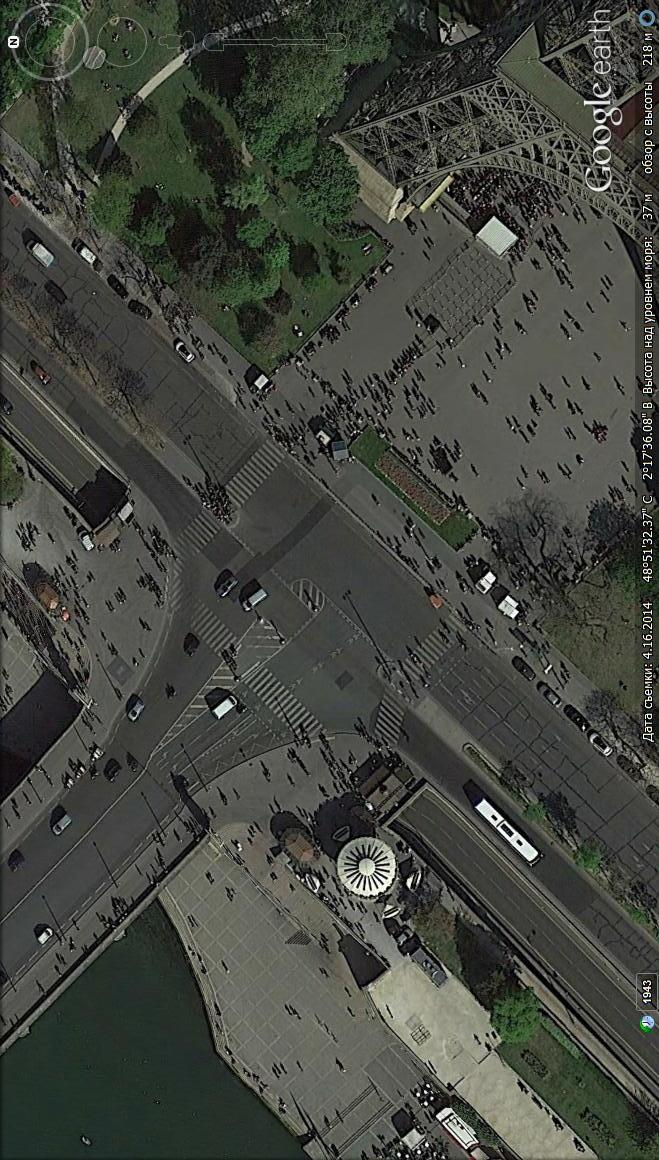 N
Google earth
1943
Дата съемки: 4.16.2014 48°51'32.37" С 2°17'36.08" В Высота над уровнем моря: 37 м обзор с высоты 218 м